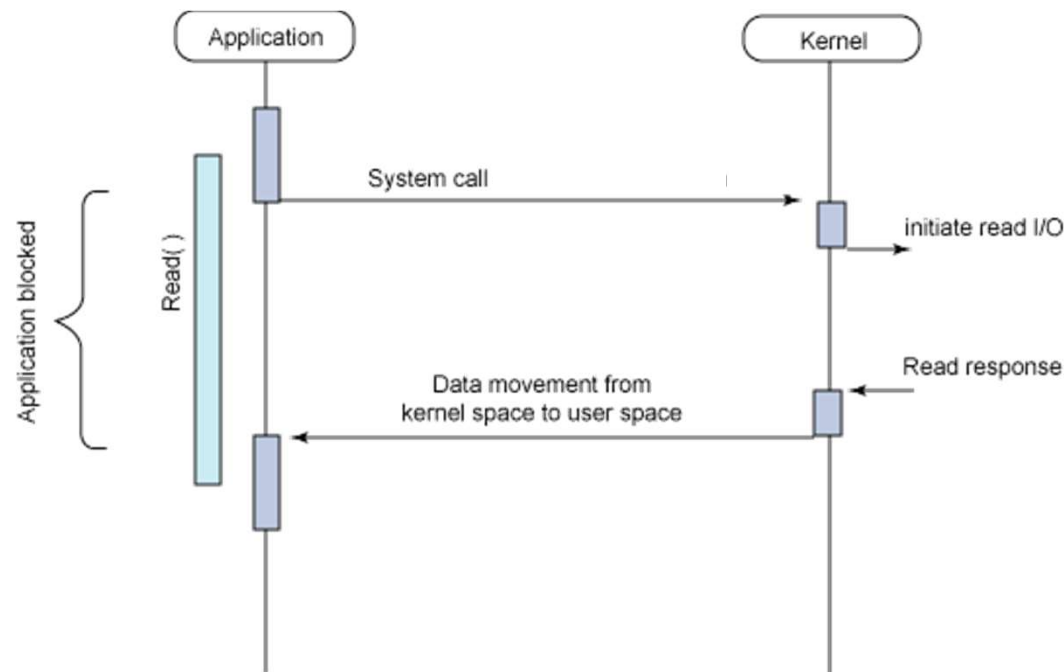 Application
Kernel
System call
initiate read I/O
Application blocked
Read( )
Read response
Data movement from
kernel space to user space